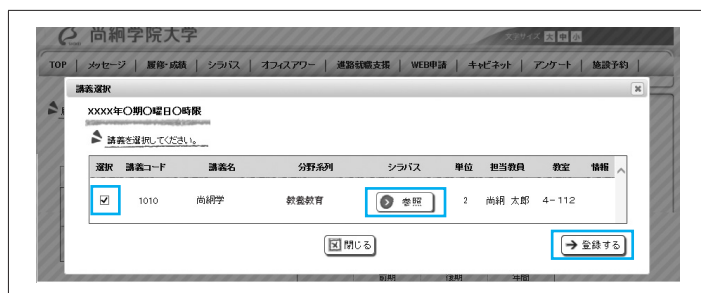 尚絅学院大学
文字サイズ 大 中 小
TOP | メッセージ | 履修・成績 | シラバス | オフィスアワー | 進路就職支援 | WEB申請 | キャビネット | アンケート | 施設予約 |
講義選択
XXXX年〇期〇曜日〇時限
講義を選択してください。
選択 講義コード 講義名 分野系列 シラバス 単位 担当教員 教室 情報
1010 尚絅学 教養教育 参照 2 尚絅 太郎 4-112
閉じる 登録する
前期 後期 年間